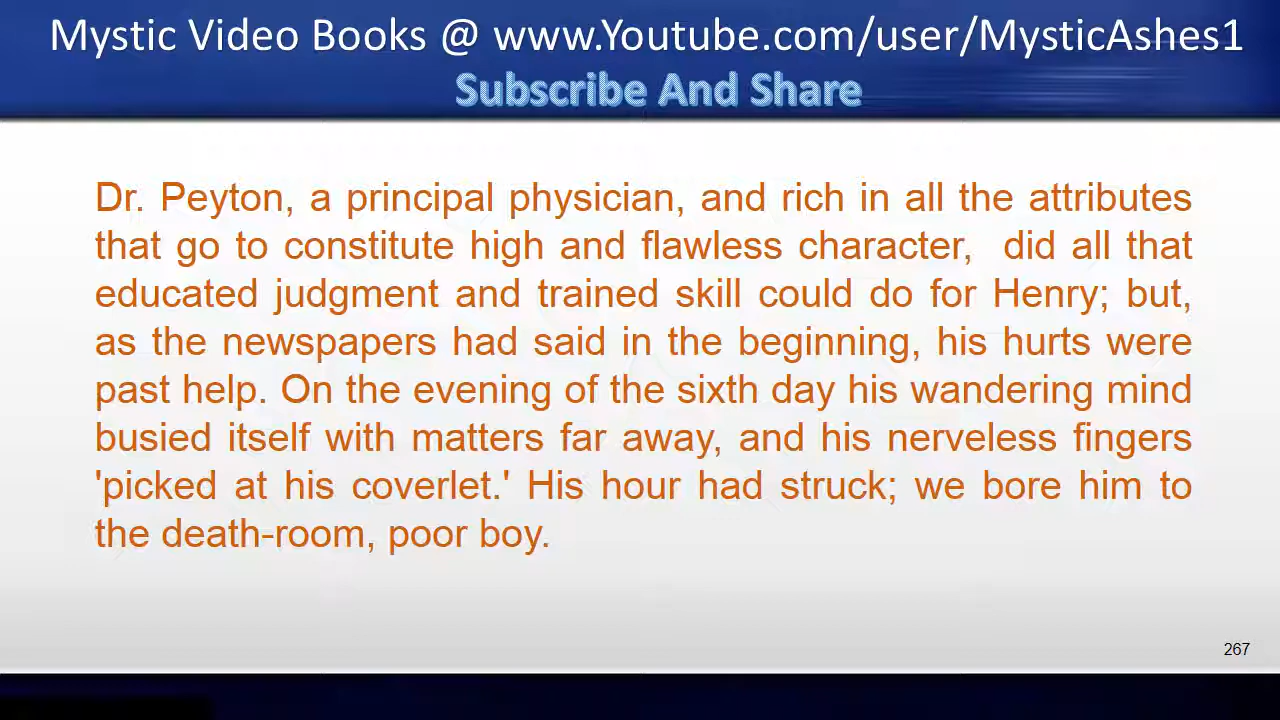 Mystic Video Books @ www.Youtube.com/user/MysticAshes1
Subscribe And Share
Dr. Peyton, a principal physician, and rich in all the attributes
that go to constitute high and flawless character,  did all that
educated judgment and trained skill could do for Henry; but,
as the newspapers had said in the beginning, his hurts were
past help. On the evening of the sixth day his wandering mind
busied itself with matters far away, and his nerveless fingers
'picked at his coverlet.' His hour had struck; we bore him to
the death-room, poor boy.
267